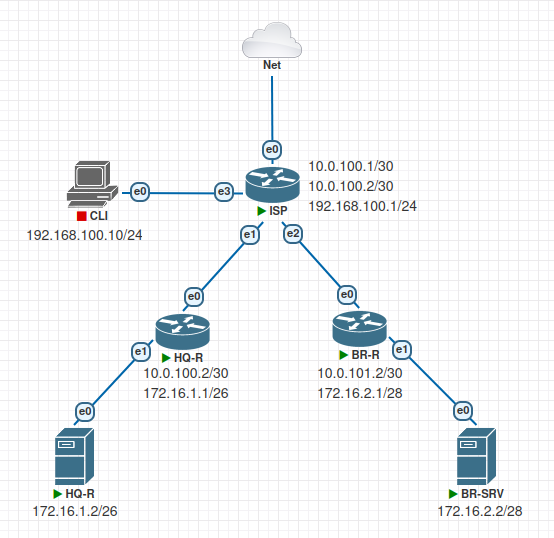 Net
e0
10.0.100.1/30
10.0.100.2/30
192.168.100.1/24
e0
e3
CLI
ISP
192.168.100.10/24
e1
e2
e0
e0
HQ-R
BR-R
e1
e1
10.0.100.2/30
172.16.1.1/26
10.0.101.2/30
172.16.2.1/28
e0
e0
HQ-R
BR-SRV
172.16.1.2/26
172.16.2.2/28